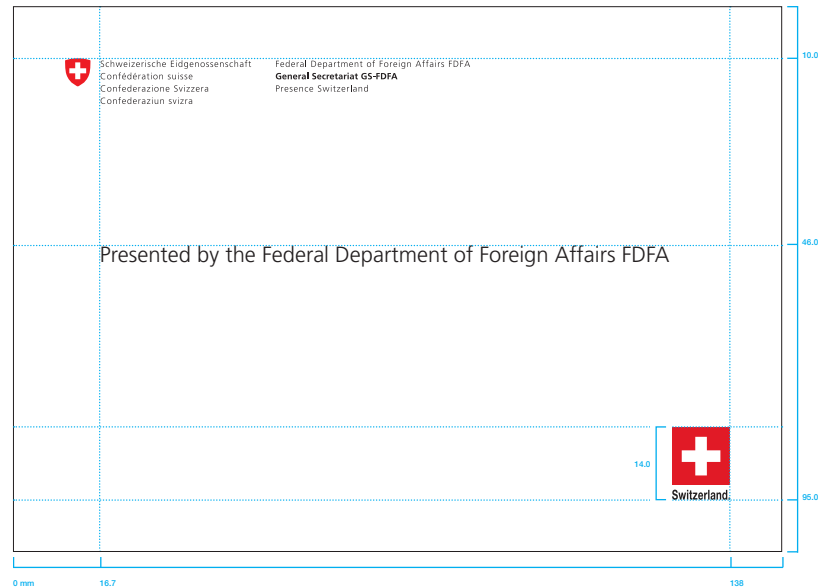 10.0
Schweizerische Eidgenossenschaft
Confédération suisse
Confederazione Svizzera
Confederaziun svizra
Federal Department of Foreign Affairs FDFA
General Secretariat GS-FDFA
Presence Switzerland
46.0
Presented by the Federal Department of Foreign Affairs FDFA
14.0
Switzerland.
95.0
0 mm
16.7
138